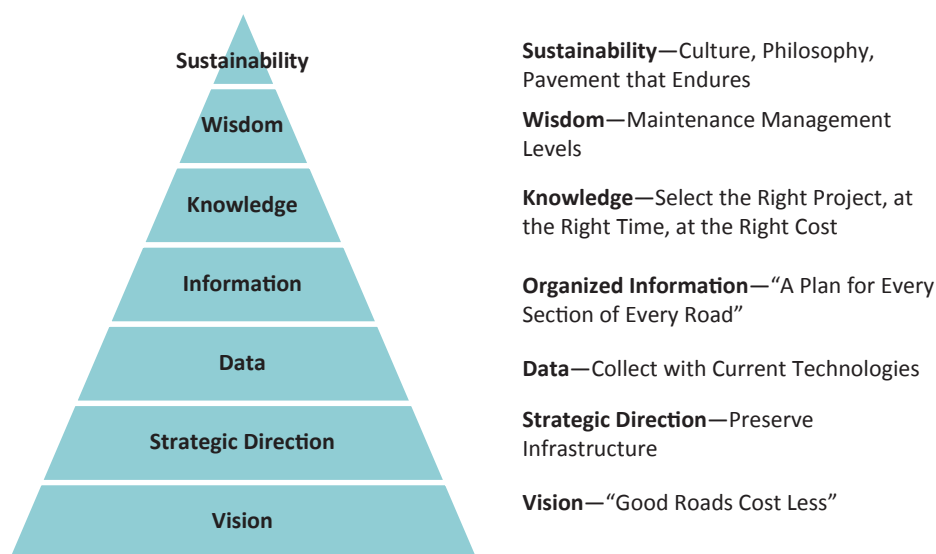 Sustainability
Wisdom
Knowledge
Information
Data
Strategic Direction
Vision
Sustainability—Culture, Philosophy,
Pavement that Endures
Wisdom—Maintenance Management
Levels
Knowledge—Select the Right Project, at
the Right Time, at the Right Cost
Organized Information—“A Plan for Every
Section of Every Road”
Data—Collect with Current Technologies
Strategic Direction—Preserve
Infrastructure
Vision—“Good Roads Cost Less”